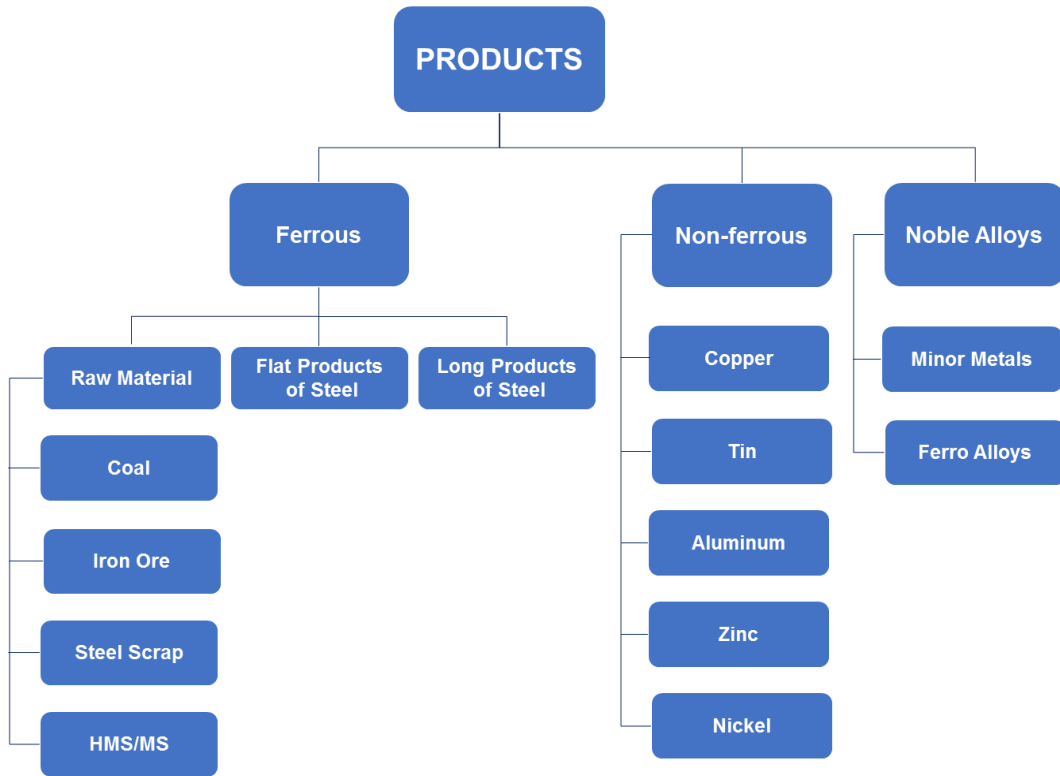 PRODUCTS
Ferrous
Non-ferrous
Noble Alloys
Raw Material
Flat Products
of Steel
Long Products
of Steel
Copper
Minor Metals
Coal
Tin
Ferro Alloys
Iron Ore
Aluminum
Steel Scrap
Zinc
HMS/MS
Nickel